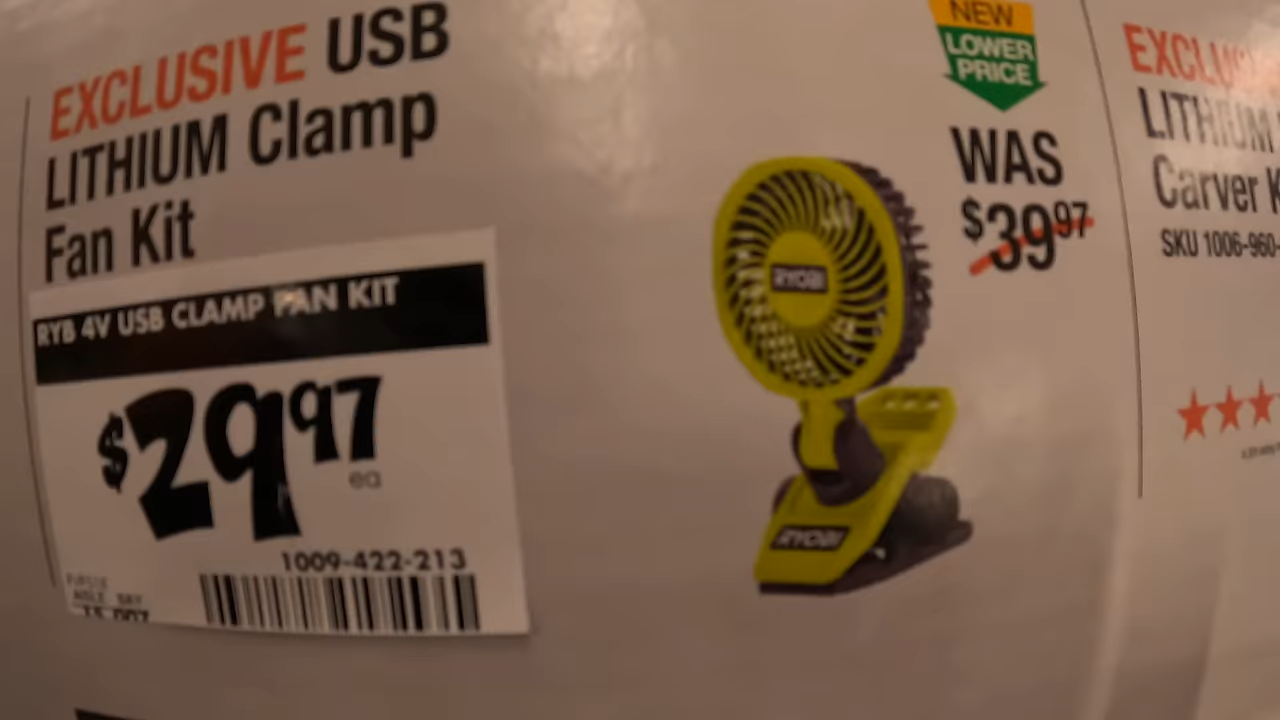 EXCLUSIVE USB
LITHIUM Clamp
Fan Kit
RYB 4V USB CLAMP FAN KIT
$29 97
ea
1009-422-213
RYOBI
RYOBI
NEW
LOWER
PRICE
WAS
$39 97
LITHIUM
Carver
SKU 1006-960-